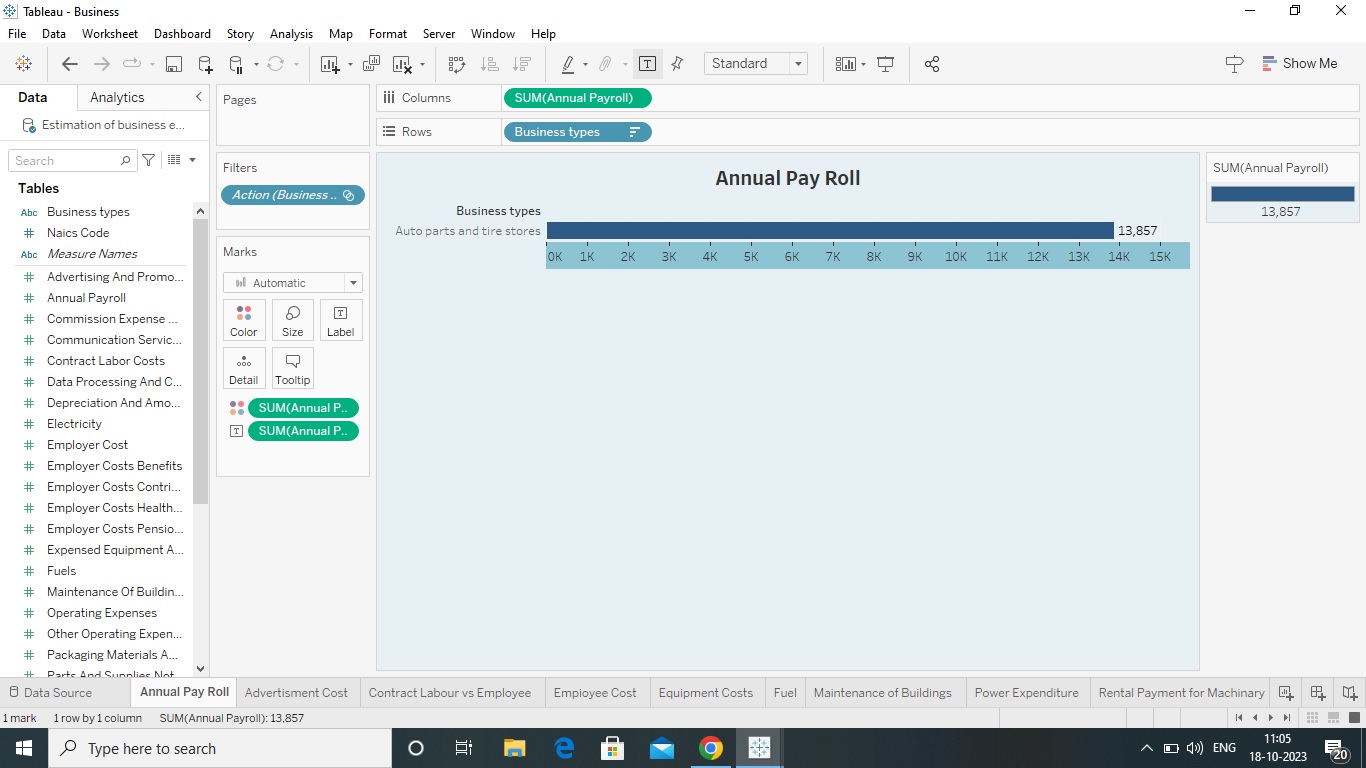 Tableau - Business
File Data Worksheet Dashboard Story Analysis Map Format Server Window Help
Standard
Show Me
Data Analytics
Estimation of business e...
Search
Tables
Abc Business types
# Naics Code
Abc Measure Names
# Advertising And Promo...
# Annual Payroll
# Commission Expense ...
# Communication Servic...
# Contract Labor Costs
# Data Processing And C...
# Depreciation And Amo...
# Electricity
# Employer Cost
# Employer Costs Benefits
# Employer Costs Contri...
# Employer Costs Health...
# Employer Costs Pensio...
# Expensed Equipment A...
# Fuels
# Maintenance Of Buildin...
# Operating Expenses
# Other Operating Expen...
# Packaging Materials A...
Parts And Supplies Not
Pages
Filters
Action (Business ..
Marks
Automatic
Color Size Label
Detail Tooltip
SUM(Annual P..
SUM(Annual P..
Columns SUM(Annual Payroll)
Rows Business types
Annual Pay Roll
Business types
Auto parts and tire stores 13,857
0K 1K 2K 3K 4K 5K 6K 7K 8K 9K 10K 11K 12K 13K 14K 15K
SUM(Annual Payroll)
13,857
Data Source Annual Pay Roll Advertisment Cost Contract Labour vs Employee Empioyee Cost Equipment Costs Fuel Maintenance of Buildings Power Expenditure Rental Payment for Machinery
1 mark 1 row by 1 column SUM(Annual Payroll): 13,857
Type here to search
ENG
11:05
18-10-2023
20